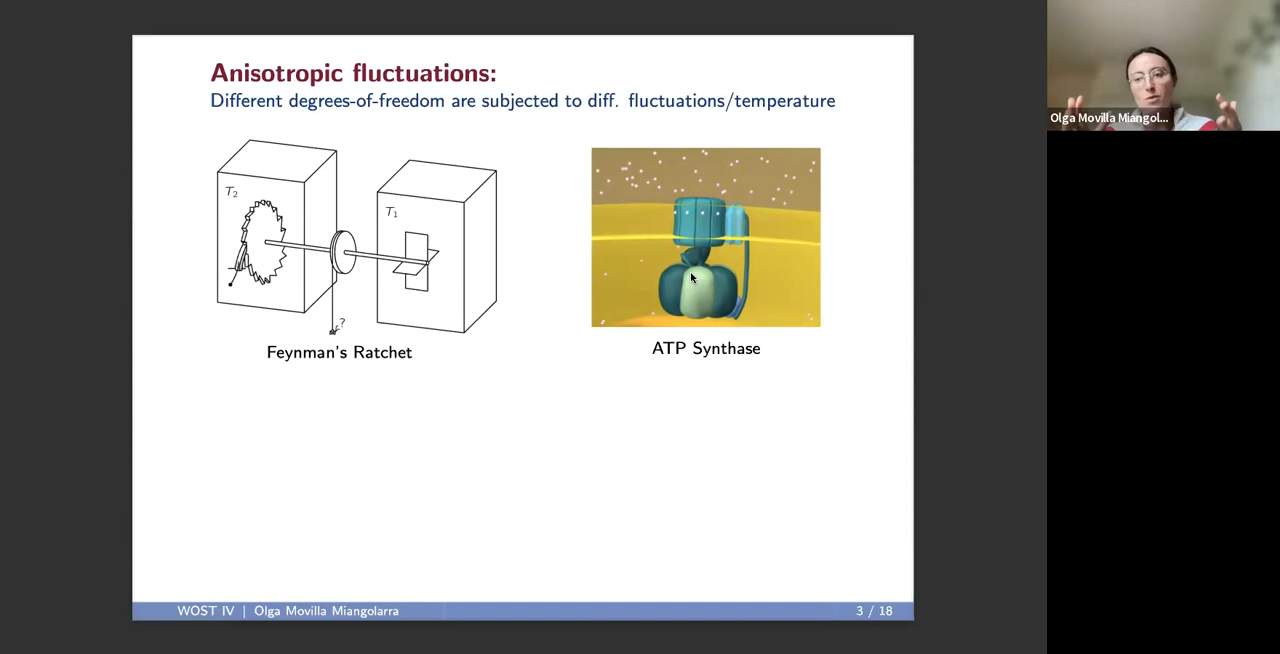 Anisotropic fluctuations:
Different degrees-of-freedom are subjected to diff. fluctuations/temperature
T2
T1
?
Feynman's Ratchet
ATP Synthase
WOST IV | Olga Movilla Miangolarra
3 / 18
Olga Movilla Miangol...